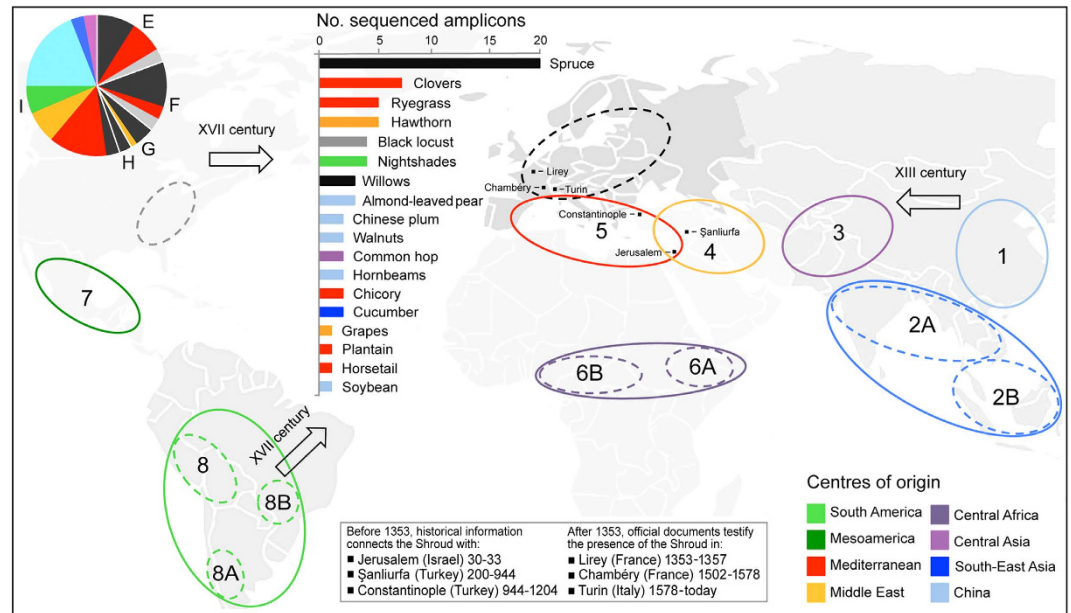 No. sequenced amplicons
0 5 10 15 20
Spruce
Clovers
Ryegrass
Hawthorn
Black locust
Nightshades
Willows
Almond-leaved pear
Chinese plum
Walnuts
Common hop
Hornbeams
Chicory
Cucumber
Grapes
Plantain
Horsetail
Soybean
E
F
G
H
I
XVII century
XIII century
XVII century
Lirey
Chambéry
Turin
Constantinople
Şanliurfa
Jerusalem
1
2A
2B
3
4
5
6B
6A
7
8
8B
8A
Before 1353, historical information
connects the Shroud with:
■ Jerusalem (Israel) 30-33
■ Şanliurfa (Turkey) 200-944
■ Constantinople (Turkey) 944-1204
After 1353, official documents testify
the presence of the Shroud in:
■ Lirey (France) 1353-1357
■ Chambéry (France) 1502-1578
■ Turin (Italy) 1578-today
Centres of origin
South America
Mesoamerica
Mediterranean
Middle East
Central Africa
Central Asia
South-East Asia
China